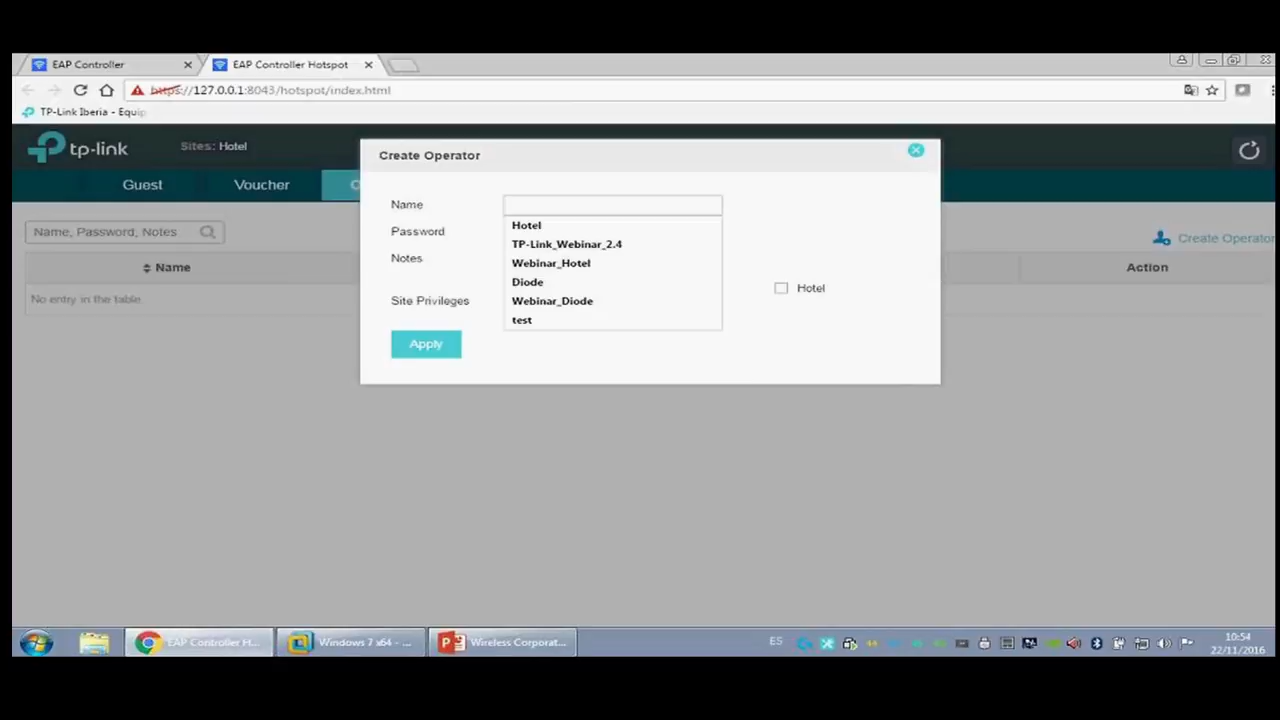 EAP Controller
EAP Controller Hotspot
https://127.0.0.1:8043/hotspot/index.html
TP-Link Iberia - Equip
tp-link
Sites: Hotel
Guest
Voucher
Create Operator
Name, Password, Notes
Create Operator
Name
Action
No entry in the table.
Name
Hotel
Password
TP-Link_Webinar_2.4
Notes
Webinar_Hotel
Diode
Hotel
Site Privileges
Webinar_Diode
test
Apply
EAP Controller H...
Windows 7 x64 - ...
Wireless Corporat...
ES
10:54
22/11/2016